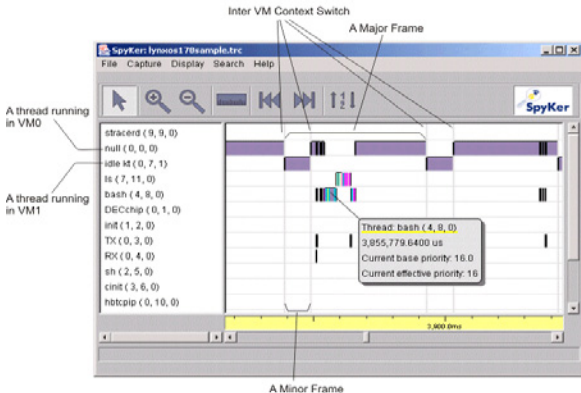 Inter VM Context Switch
A Major Frame
SpyKer: lynxos178sample.trc
File Capture Display Search Help
SpyKer
A thread running
in VM0
A thread running
in VM1
stracerd ( 9, 9, 0)
null ( 0, 0, 0)
idle kt ( 0, 7, 1)
ls ( 7, 11, 0)
bash ( 4, 8, 0)
DECchip ( 0, 1, 0)
init ( 1, 2, 0)
TX ( 0, 3, 0)
RX ( 0, 4, 0)
sh ( 2, 5, 0)
cinit ( 3, 6, 0)
hbtcpip ( 0, 10, 0)
Thread: bash ( 4, 8, 0)
3,855,779.6400 us
Current base priority: 16.0
Current effective priority: 16
3,900.0ms
A Minor Frame